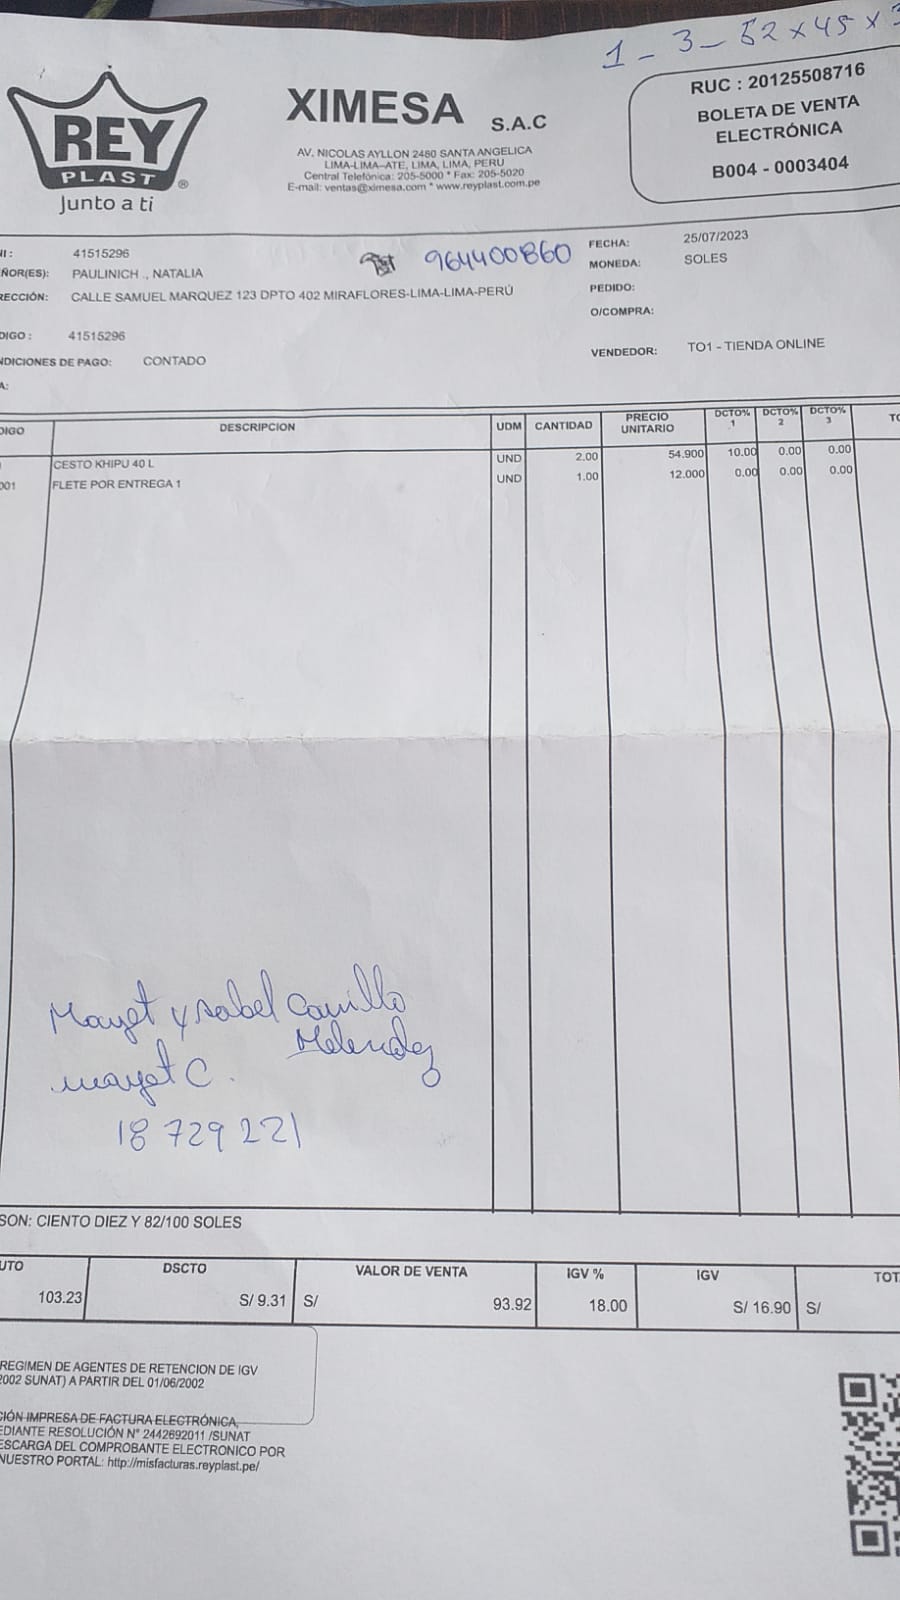 1 - 3 - 52 x 45 x
REY
PLAST ®
Junto a ti
XIMESA S.A.C
AV. NICOLAS AYLLON 2480 SANTA ANGELICA
LIMA-LIMA-ATE, LIMA, LIMA, PERU
Central Telefónica: 205-5000 * Fax: 205-5020
E-mail: ventas@ximesa.com * www.reyplast.com.pe
RUC : 20125508716
BOLETA DE VENTA
ELECTRÓNICA
B004 - 0003404
NI : 41515296
ÑOR(ES): PAULINICH ., NATALIA
RECCIÓN: CALLE SAMUEL MARQUEZ 123 DPTO 402 MIRAFLORES-LIMA-LIMA-PERÚ
DIGO : 41515296
NDICIONES DE PAGO: CONTADO
A:
964400860
FECHA: 25/07/2023
MONEDA: SOLES
PEDIDO:
O/COMPRA:
VENDEDOR: TO1 - TIENDA ONLINE
DIGO DESCRIPCION UDM CANTIDAD PRECIO UNITARIO DCTO% 1 DCTO% 2 DCTO% 3 TO
CESTO KHIPU 40 L UND 2.00 54.900 10.00 0.00 0.00
001 FLETE POR ENTREGA 1 UND 1.00 12.000 0.00 0.00 0.00
Mayet Ysabel Carrillo
Melendez
mayet C.
18 729 221
SON: CIENTO DIEZ Y 82/100 SOLES
UTO DSCTO VALOR DE VENTA IGV % IGV TOT
103.23 S/ 9.31 S/ 93.92 18.00 S/ 16.90 S/
REGIMEN DE AGENTES DE RETENCION DE IGV
2002 SUNAT) A PARTIR DEL 01/06/2002
CIÓN IMPRESA DE FACTURA ELECTRÓNICA,
EDIANTE RESOLUCIÓN N° 2442692011 /SUNAT
ESCARGA DEL COMPROBANTE ELECTRONICO POR
NUESTRO PORTAL: http://misfacturas.reyplast.pe/